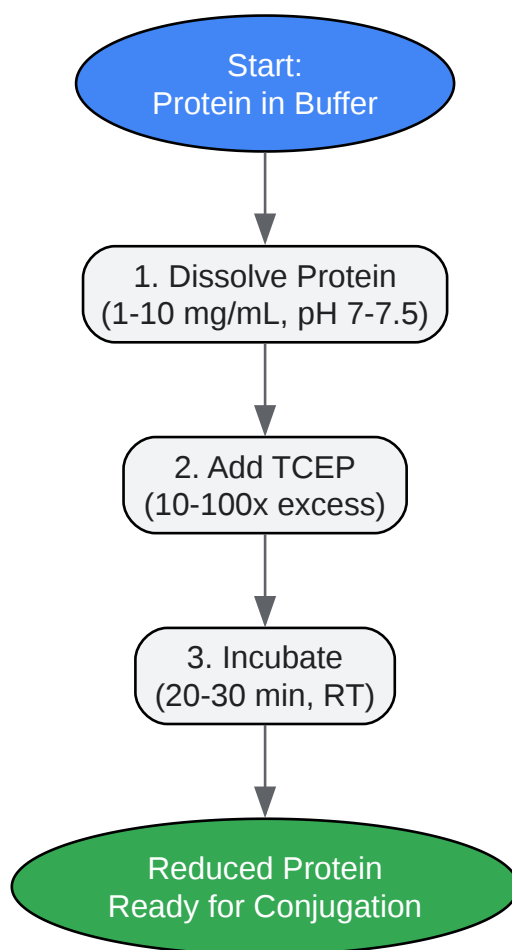 Start:
Protein in Buffer
1. Dissolve Protein
(1-10 mg/mL, pH 7-7.5)
2. Add TCEP
(10-100x excess)
3. Incubate
(20-30 min, RT)
Reduced Protein
Ready for Conjugation